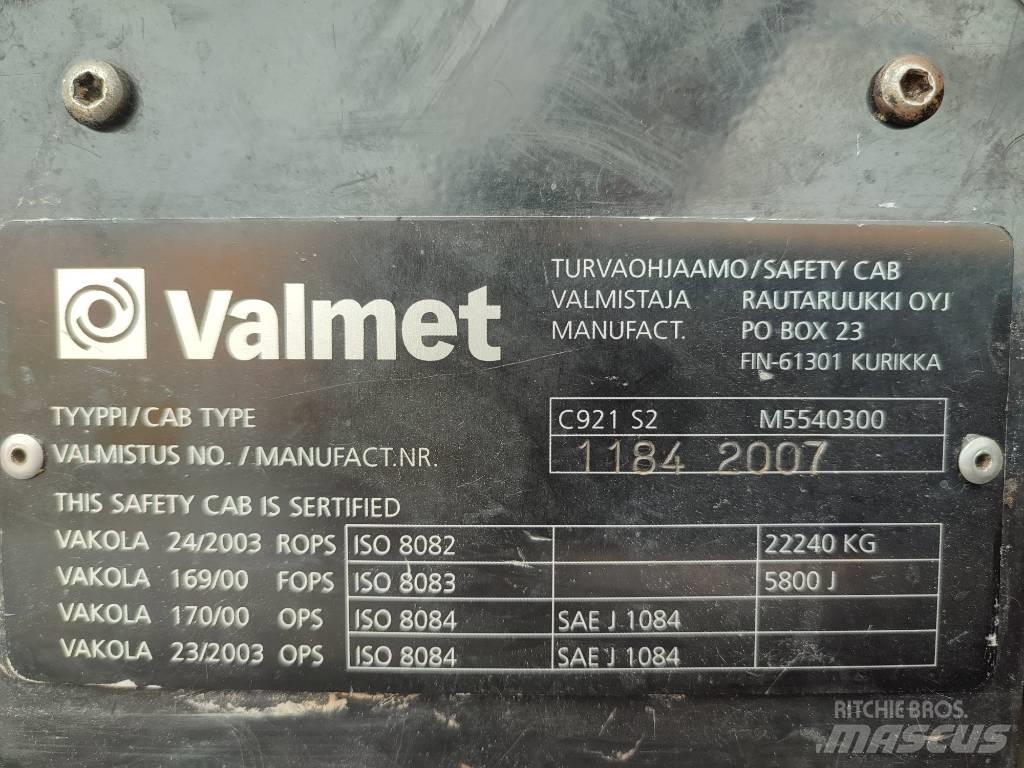 Valmet
TURVAOHJAAMO/SAFETY CAB
VALMISTAJA RAUTARUUKKI OYJ
MANUFACT. PO BOX 23
FIN-61301 KURIKKA
TYYPPI/CAB TYPE C921 S2 M5540300
VALMISTUS NO. /MANUFACT.NR. 1184 2007
THIS SAFETY CAB IS SERTIFIED
VAKOLA 24/2003 ROPS ISO 8082 22240 KG
VAKOLA 169/00 FOPS ISO 8083 5800 J
VAKOLA 170/00 OPS ISO 8084 SAE J 1084
VAKOLA 23/2003 OPS ISO 8084 SAE J 1084
RITCHIE BROS.
MASCUS